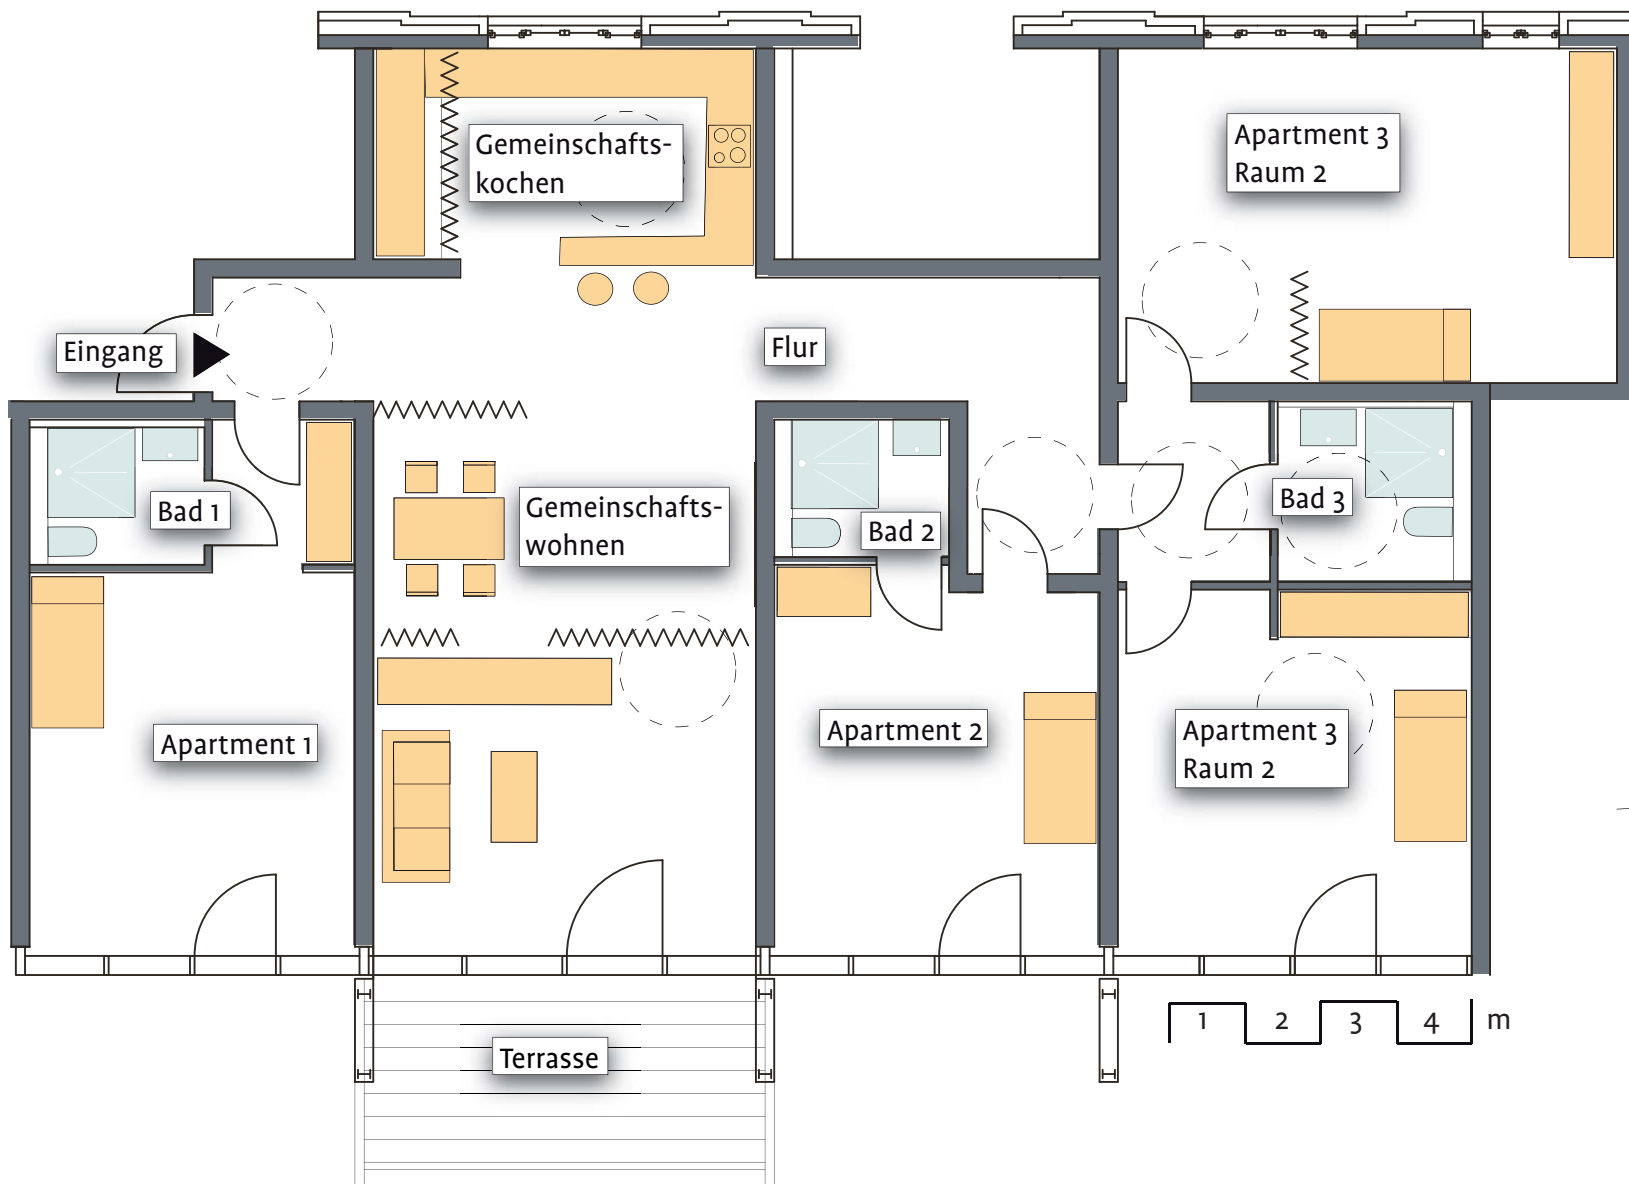 Gemeinschafts-
kochen
Apartment 3
Raum 2
Eingang
Flur
Bad 1
Gemeinschafts-
wohnen
Bad 2
Bad 3
Apartment 1
Apartment 2
Apartment 3
Raum 2
1 2 3 4 m
Terrasse